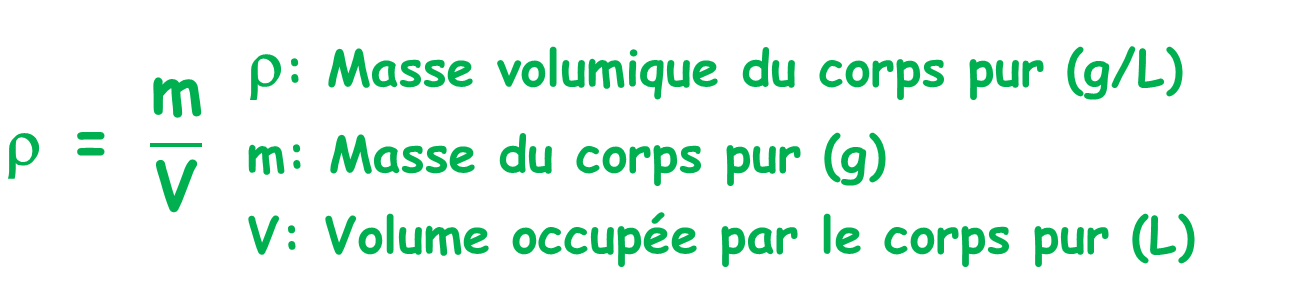 ρ = m/V
ρ: Masse volumique du corps pur (g/L)
m: Masse du corps pur (g)
V: Volume occupée par le corps pur (L)